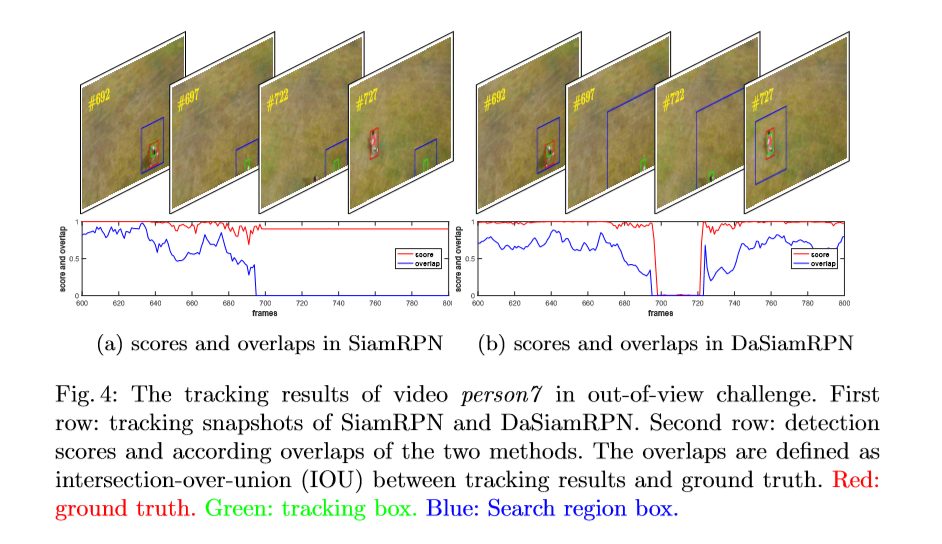 #692
#697
#722
#727
#692
#697
#722
#727
score and overlap
1
0.5
0
score
overlap
600 620 640 660 680 700 720 740 760 780 80
frames
score and overlap
1
0.5
0
score
overlap
600 620 640 660 680 700 720 740 760 780 800
frames
(a) scores and overlaps in SiamRPN
(b) scores and overlaps in DaSiamRPN
Fig. 4: The tracking results of video person7 in out-of-view challenge. First
row: tracking snapshots of SiamRPN and DaSiamRPN. Second row: detection
scores and according overlaps of the two methods. The overlaps are defined as
intersection-over-union (IOU) between tracking results and ground truth. Red:
ground truth. Green: tracking box. Blue: Search region box.